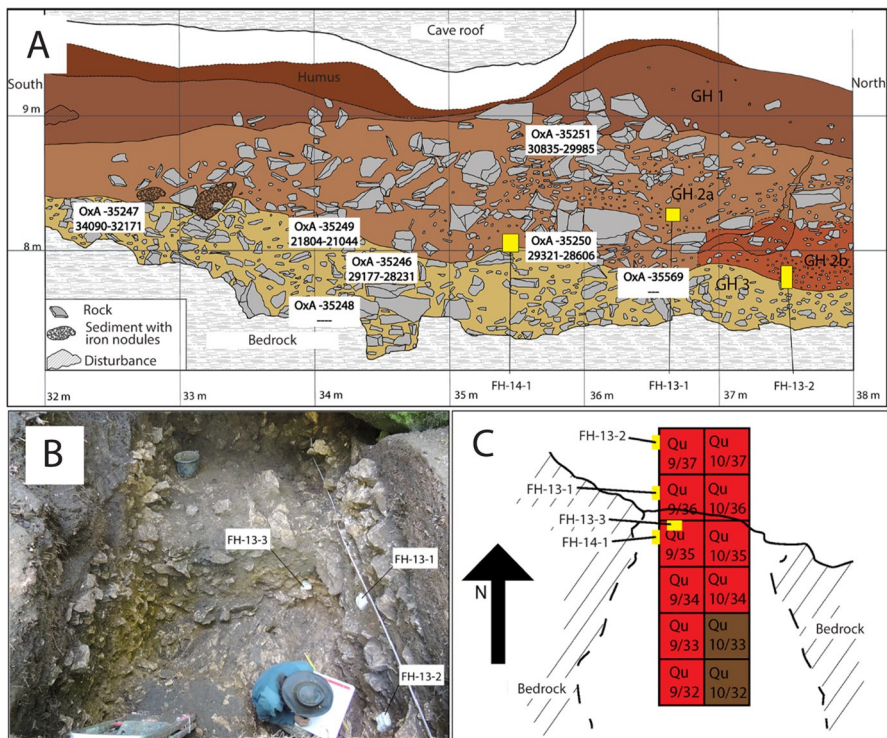 A
Cave roof
South
Humus
North
GH 1
9 m
OxA -35251
30835-29985
GH 2a
OxA -35247
34090-32171
OxA -35249
21804-21044
OxA -35250
29321-28606
8 m
OxA -35246
29177-28231
OxA -35569
---
GH 2b
GH 3
OxA -35248
----
Rock
Sediment with
iron nodules
Disturbance
Bedrock
32 m
33 m
34 m
35 m
FH-14-1
36 m
FH-13-1
37 m
FH-13-2
38 m
B
FH-13-3
FH-13-1
FH-13-2
C
FH-13-2
FH-13-1
FH-13-3
FH-14-1
N
Qu
9/37
Qu
10/37
Qu
9/36
Qu
10/36
Qu
9/35
Qu
10/35
Qu
9/34
Qu
10/34
Qu
9/33
Qu
10/33
Qu
9/32
Qu
10/32
Bedrock
Bedrock